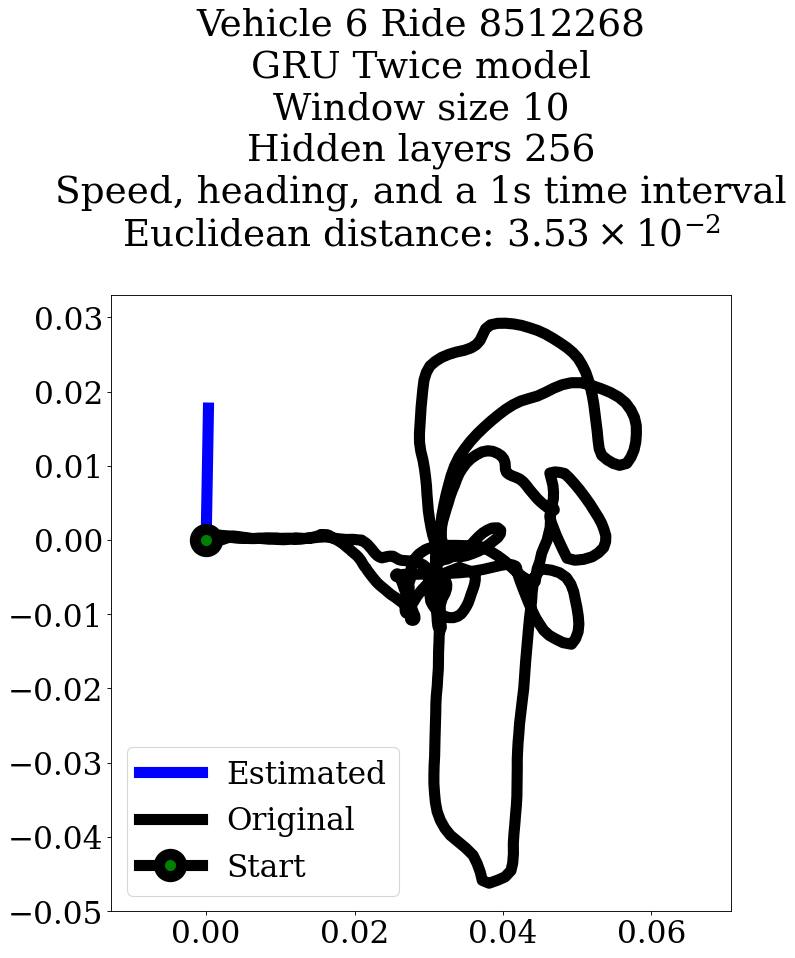 Vehicle 6 Ride 8512268
GRU Twice model
Window size 10
Hidden layers 256
Speed, heading, and a 1s time interval
Euclidean distance: 3.53 × 10⁻²
0.03
0.02
0.01
0.00
−0.01
−0.02
−0.03
−0.04
−0.05
Estimated
Original
Start
0.00 0.02 0.04 0.06